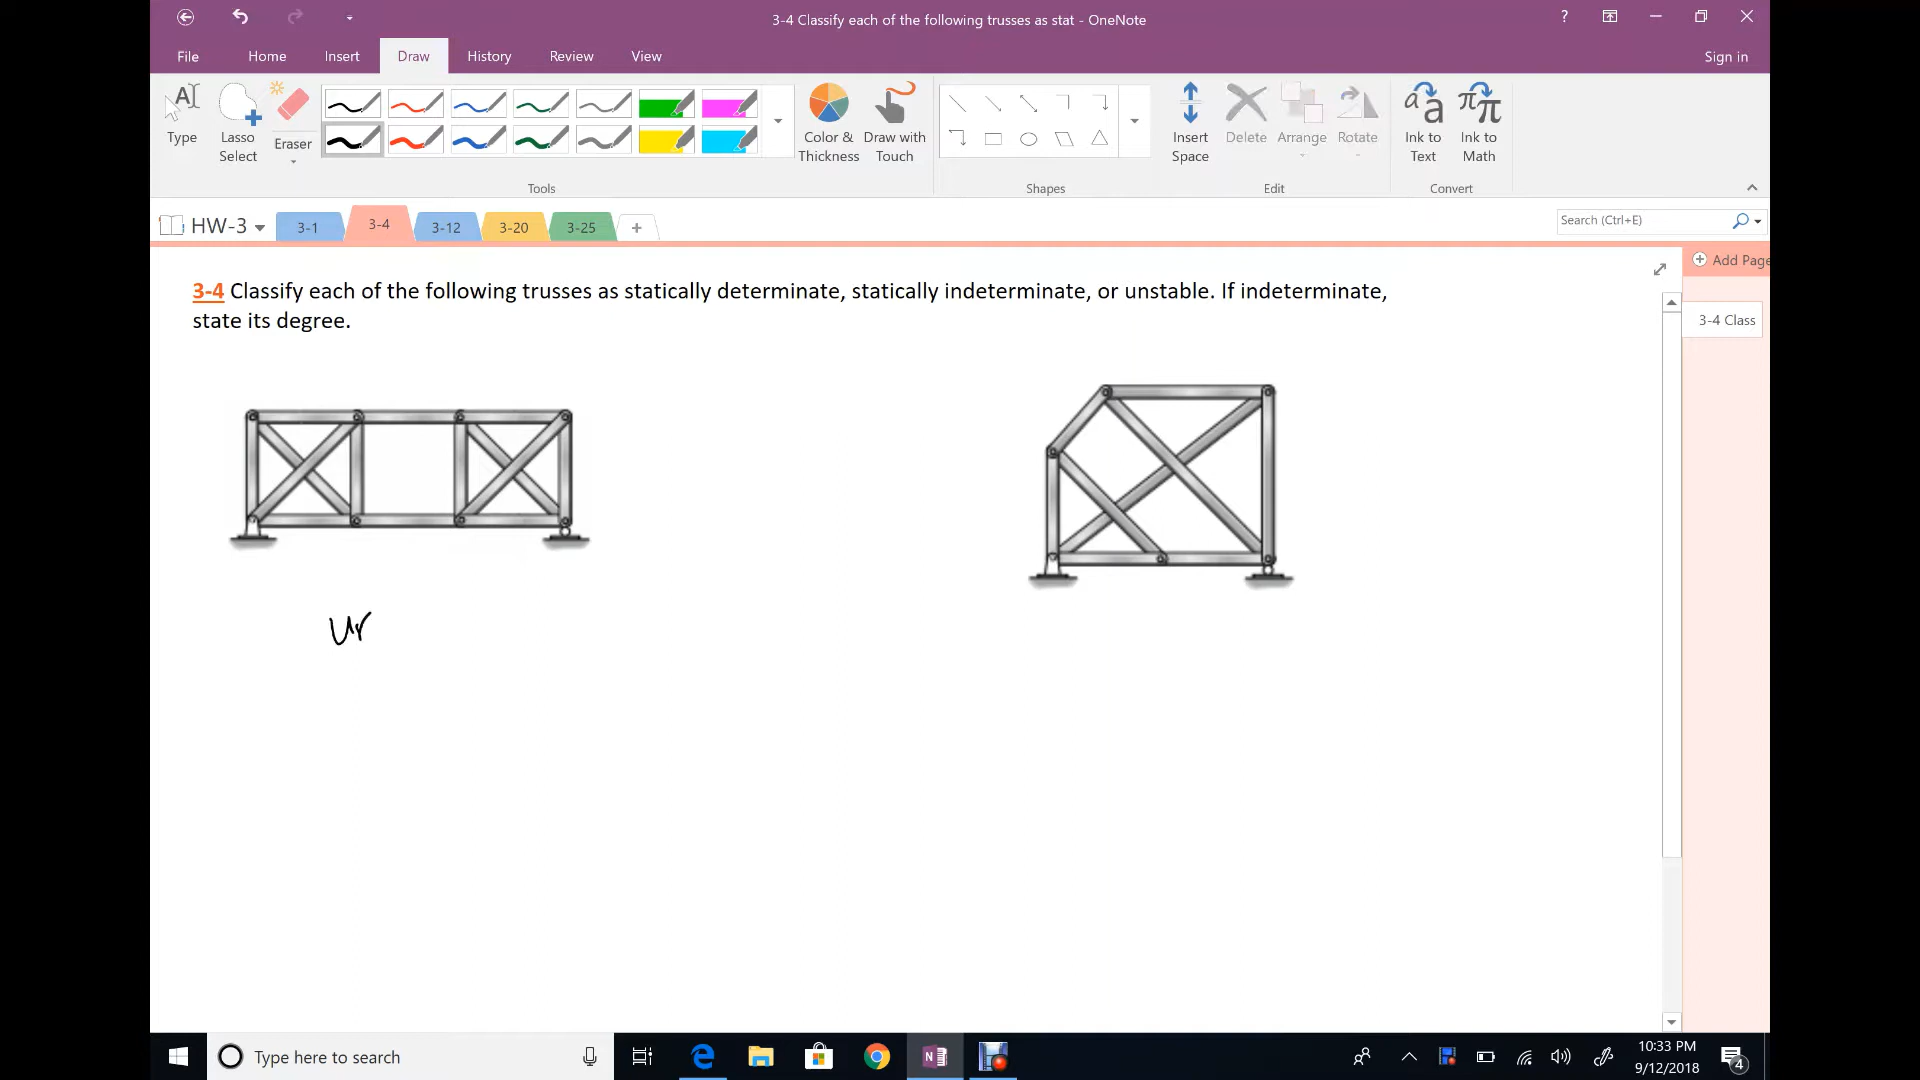 3-4 Classify each of the following trusses as stat - OneNote
?
File
Home
Insert
Draw
History
Review
View
Sign in
Type
Lasso Select
Eraser
Color & Thickness
Draw with Touch
Insert Space
Delete
Arrange
Rotate
Ink to Text
Ink to Math
Tools
Shapes
Edit
Convert
HW-3
3-1
3-4
3-12
3-20
3-25
+
Search (Ctrl+E)
Add Page
3-4 Class
3-4 Classify each of the following trusses as statically determinate, statically indeterminate, or unstable. If indeterminate,
state its degree.
Type here to search
10:33 PM
9/12/2018
4